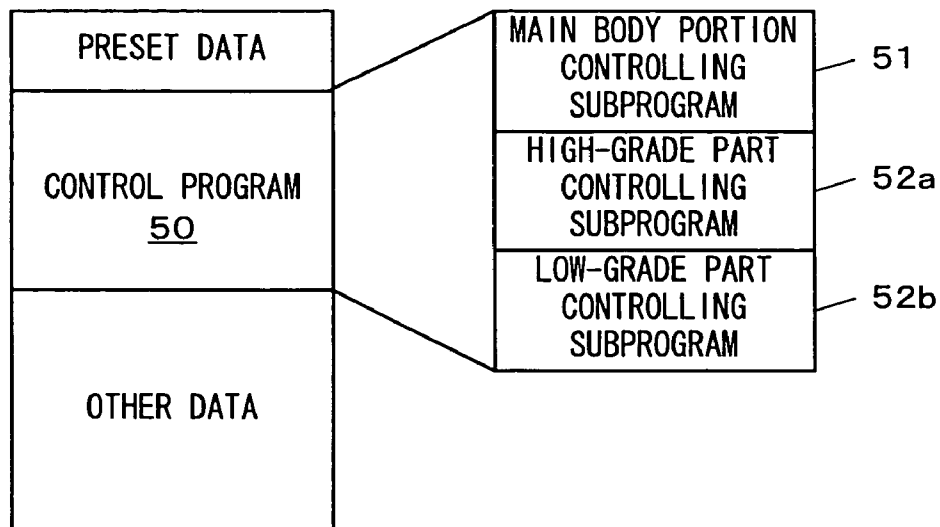 PRESET DATA
CONTROL PROGRAM
50
OTHER DATA
MAIN BODY PORTION
CONTROLLING
SUBPROGRAM
51
HIGH-GRADE PART
CONTROLLING
SUBPROGRAM
52a
LOW-GRADE PART
CONTROLLING
SUBPROGRAM
52b